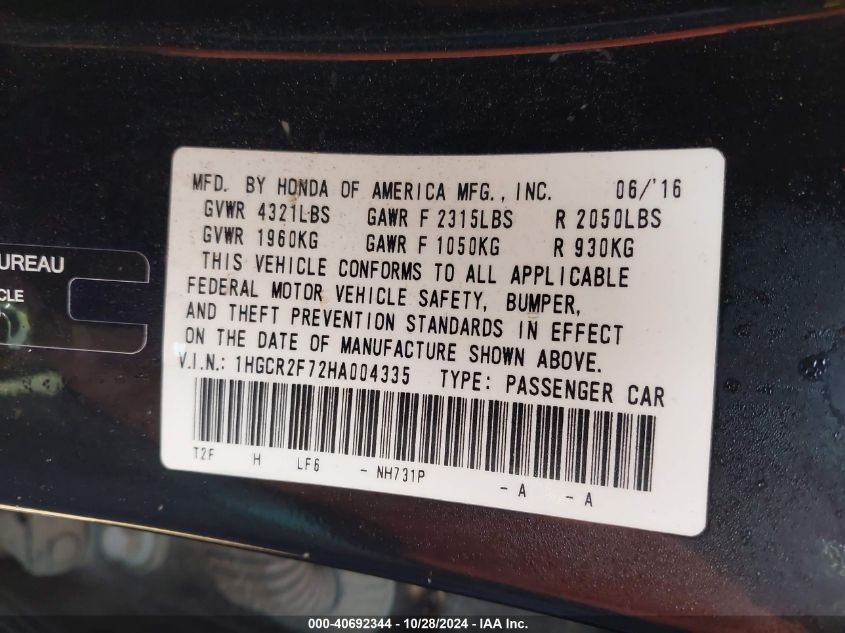 MFD. BY HONDA OF AMERICA MFG., INC. 06/'16
GVWR 4321LBS GAWR F 2315LBS R 2050LBS
GVWR 1960KG GAWR F 1050KG R 930KG
THIS VEHICLE CONFORMS TO ALL APPLICABLE
FEDERAL MOTOR VEHICLE SAFETY, BUMPER,
AND THEFT PREVENTION STANDARDS IN EFFECT
ON THE DATE OF MANUFACTURE SHOWN ABOVE.
V.I.N.: 1HGCR2F72HA004335 TYPE: PASSENGER CAR
T2F H LF6 - NH731P - A - A
UREAU
CLE
000-40692344 - 10/28/2024 - IAA Inc.